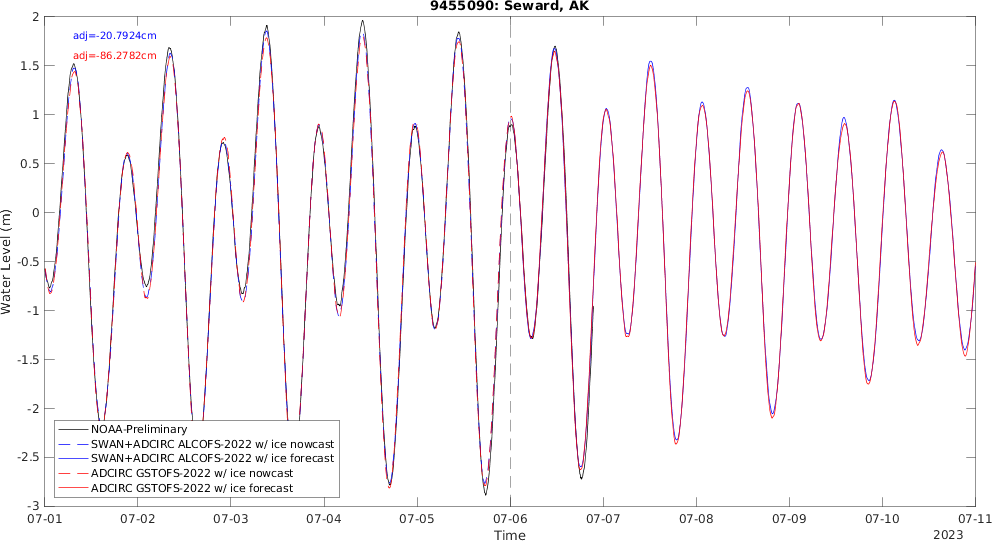 9455090: Seward, AK
adj=-20.7924cm
adj=-86.2782cm
Water Level (m)
2
1.5
1
0.5
0
-0.5
-1
-1.5
-2
-2.5
-3
NOAA-Preliminary
SWAN+ADCIRC ALCOFS-2022 w/ ice nowcast
SWAN+ADCIRC ALCOFS-2022 w/ ice forecast
ADCIRC GSTOFS-2022 w/ ice nowcast
ADCIRC GSTOFS-2022 w/ ice forecast
07-01 07-02 07-03 07-04 07-05 07-06 07-07 07-08 07-09 07-10 07-11
Time
2023